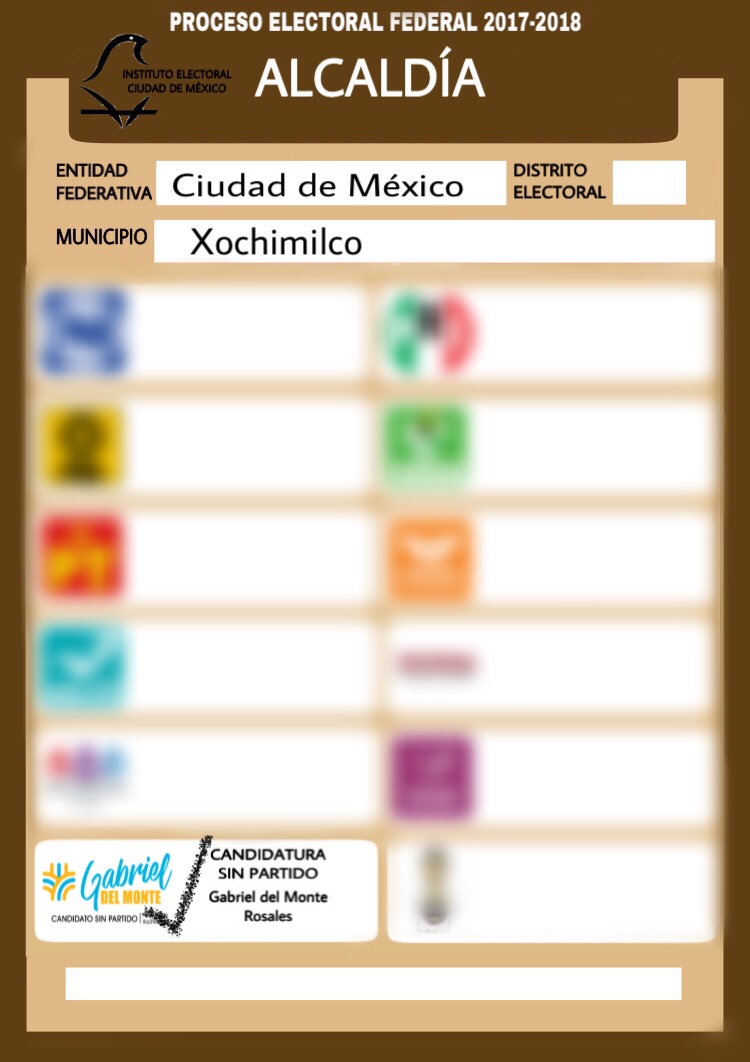 PROCESO ELECTORAL FEDERAL 2017-2018
INSTITUTO ELECTORAL
CIUDAD DE MÉXICO
ALCALDÍA
ENTIDAD
FEDERATIVA
Ciudad de México
DISTRITO
ELECTORAL
MUNICIPIO
Xochimilco
Gabriel
DEL MONTE
CANDIDATO SIN PARTIDO
CANDIDATURA
SIN PARTIDO
Gabriel del Monte
Rosales